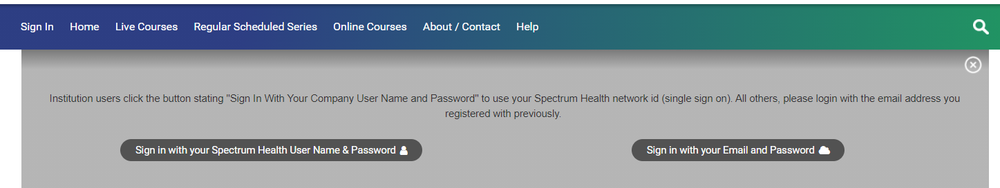 Sign In Home Live Courses Regular Scheduled Series Online Courses About / Contact Help
Institution users click the button stating "Sign In With Your Company User Name and Password" to use your Spectrum Health network id (single sign on). All others, please login with the email address you
registered with previously.
Sign in with your Spectrum Health User Name & Password Sign in with your Email and Password